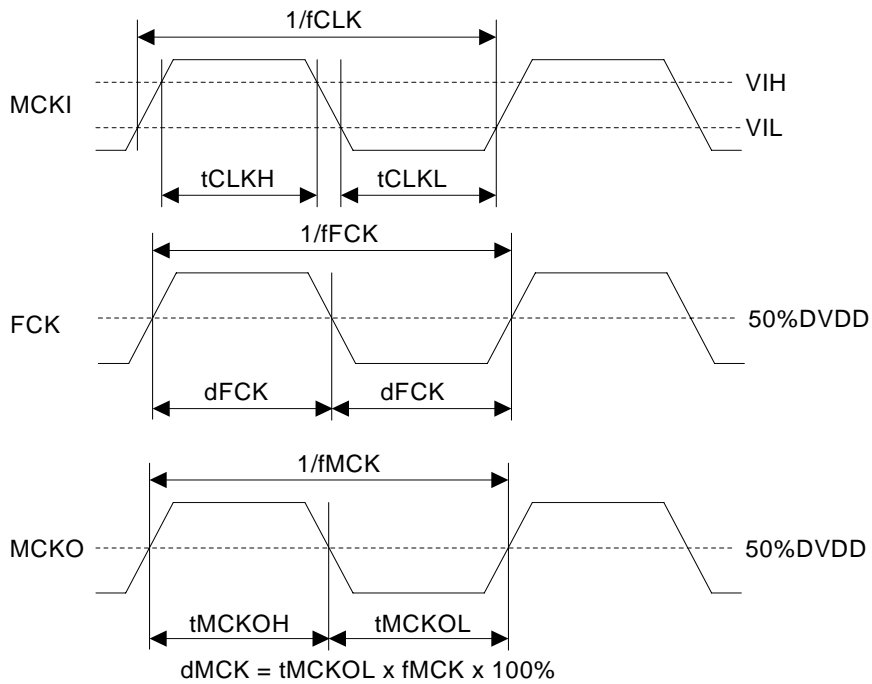 1/fCLK
MCKI
VIH
VIL
tCLKH
tCLKL
1/fFCK
FCK
50%DVDD
dFCK
dFCK
1/fMCK
MCKO
50%DVDD
tMCKOH
tMCKOL
dMCK = tMCKOL x fMCK x 100%